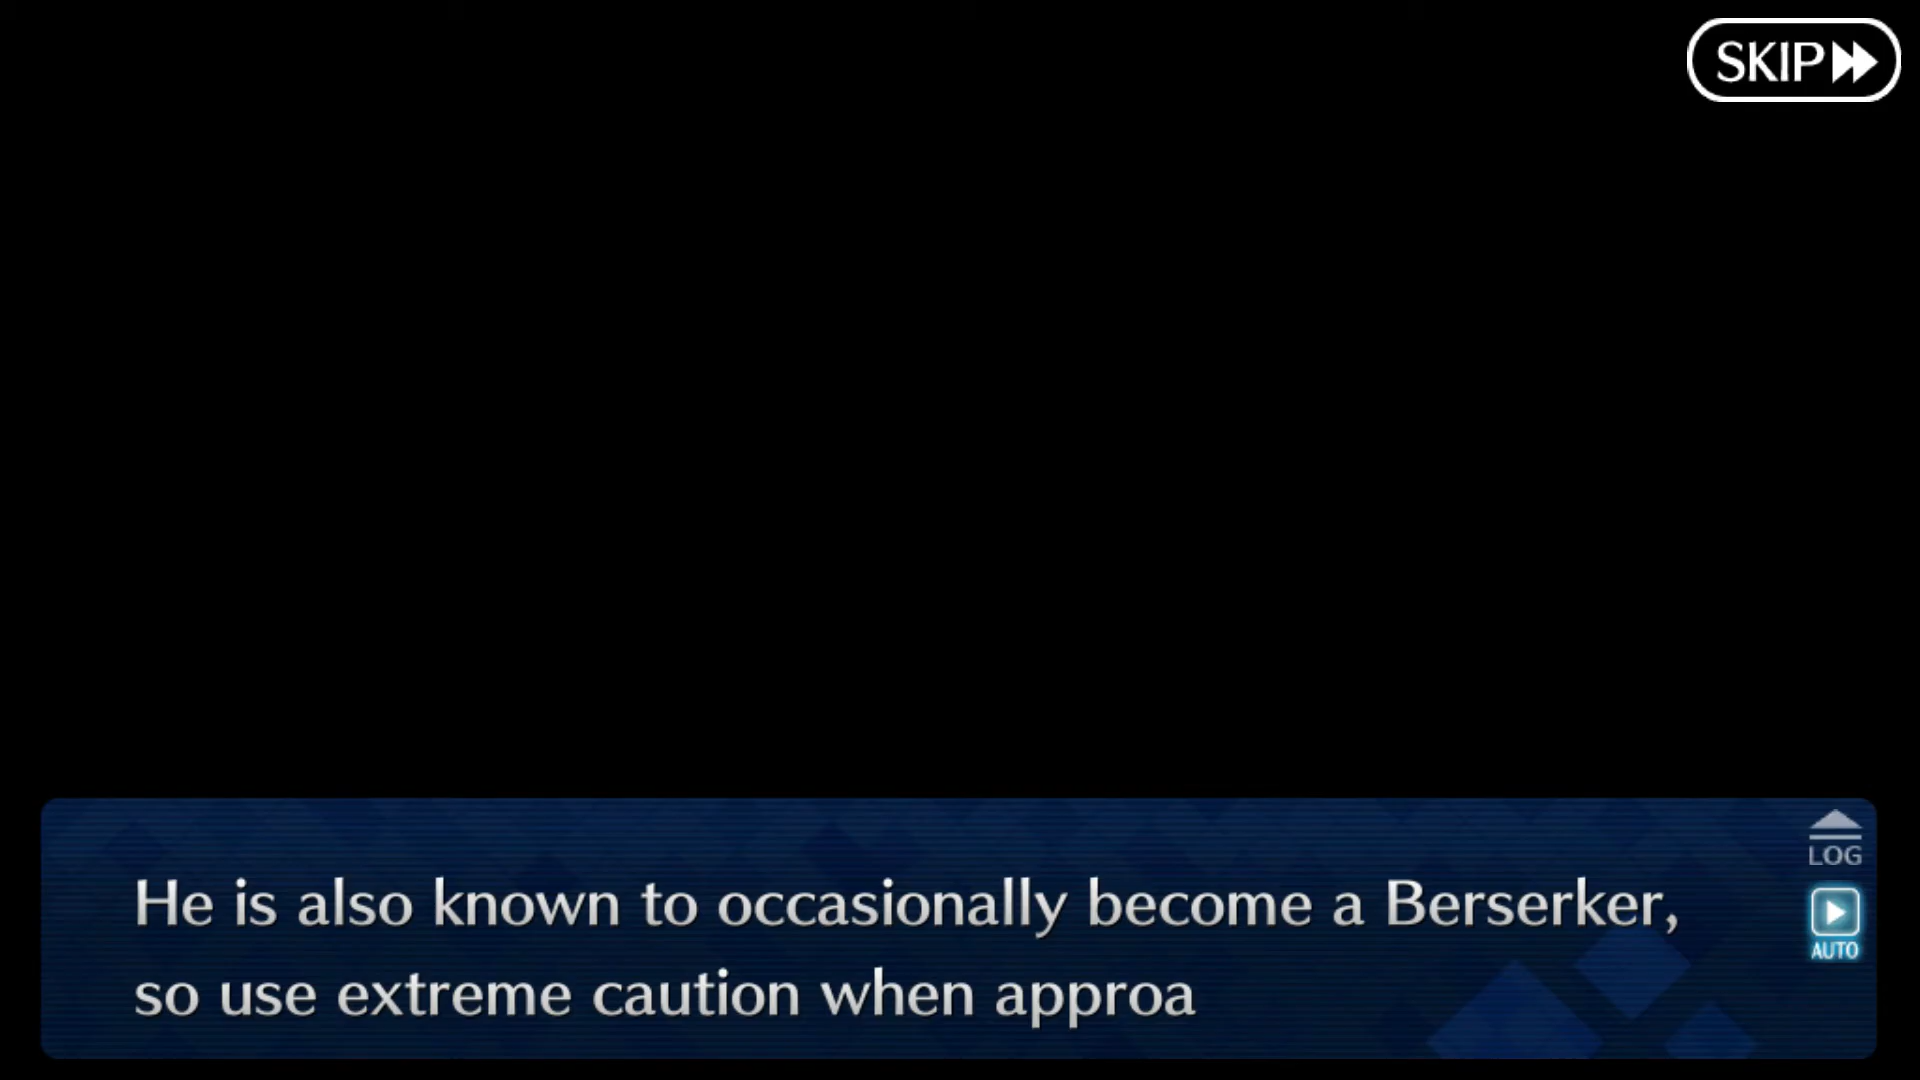 SKIP
LOG
He is also known to occasionally become a Berserker,
AUTO
so use extreme caution when approa